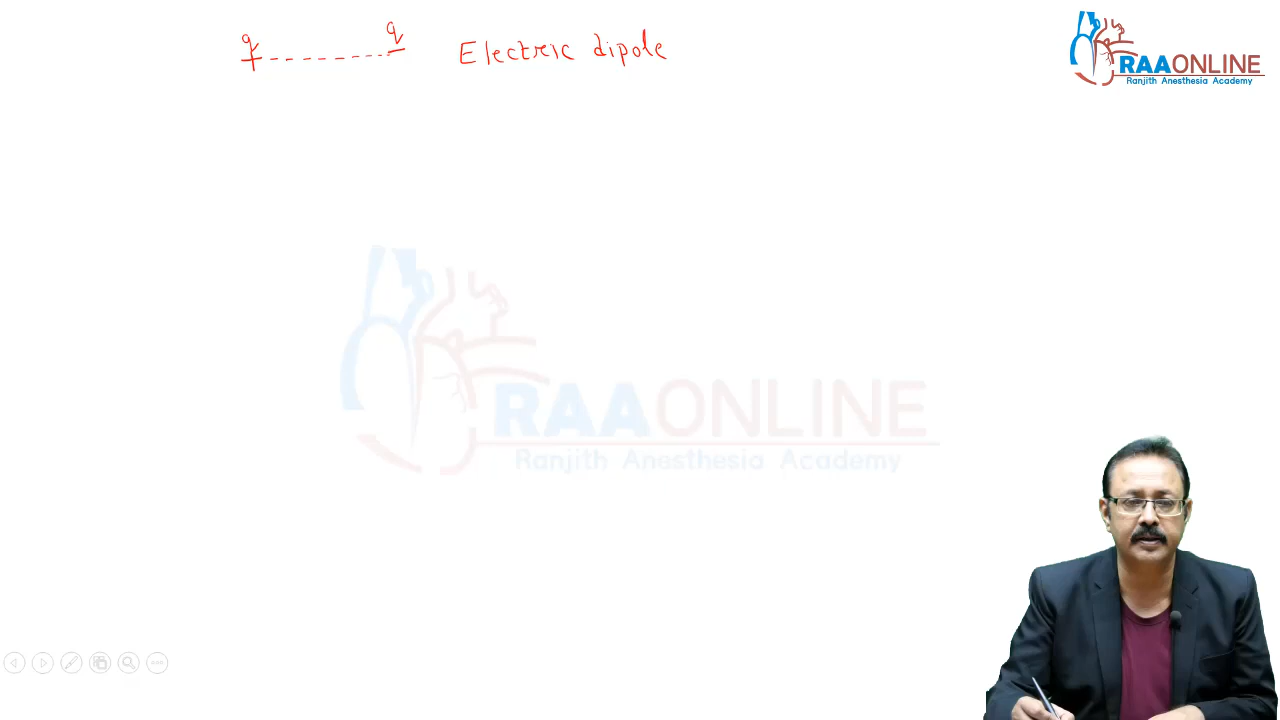 q q
+ - - - - - - - - − Electric dipole
RAAONLINE
Ranjith Anesthesia Academy
RAAONLINE
Ranjith Anesthesia Academy